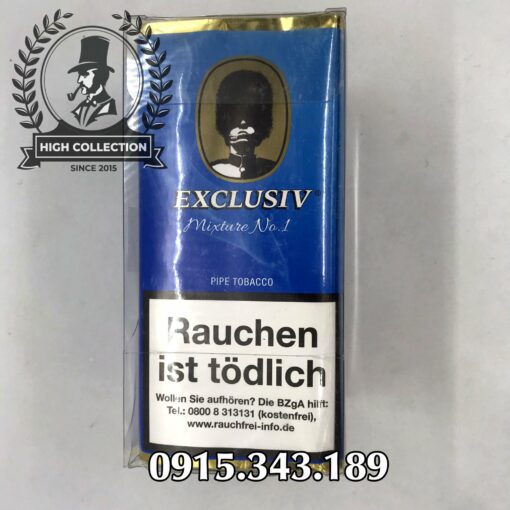 HIGH COLLECTION
SINCE 2015
EXCLUSIV®
Mixture No.1
PIPE TOBACCO
Rauchen
ist tödlich
Wollen Sie aufhören? Die BZgA hilft:
Tel.: 0800 8 313131 (kostenfrei),
www.rauchfrei-info.de
0915.343.189